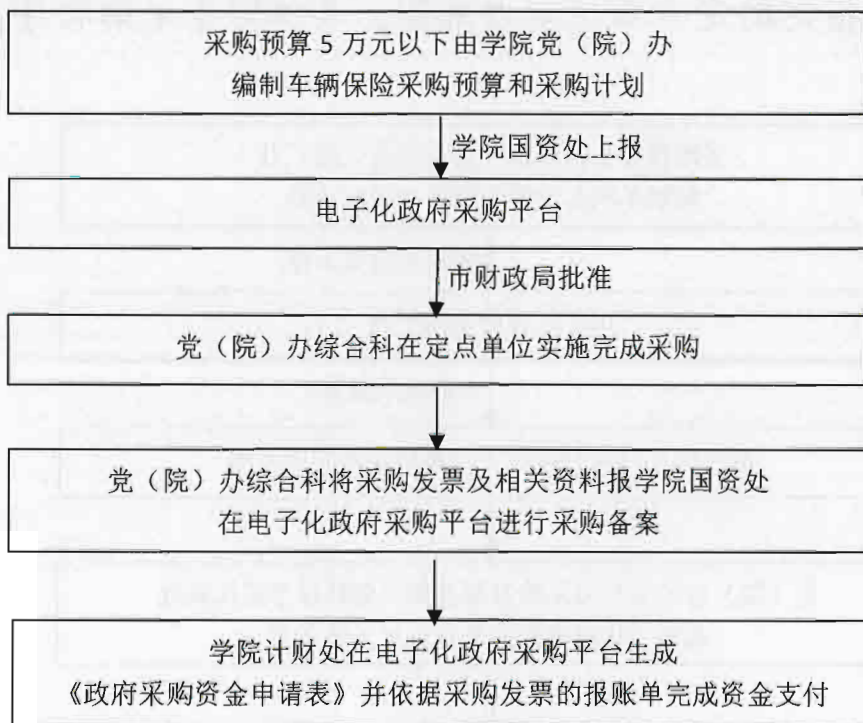 采购预算 5 万元以下由学院党（院）办
编制车辆保险采购预算和采购计划
学院国资处上报
电子化政府采购平台
市财政局批准
党（院）办综合科在定点单位实施完成采购
党（院）办综合科将采购发票及相关资料报学院国资处
在电子化政府采购平台进行采购备案
学院计财处在电子化政府采购平台生成
《政府采购资金申请表》并依据采购发票的报账单完成资金支付